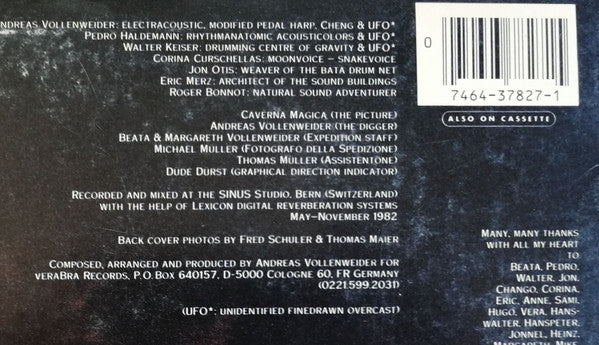 Andreas Vollenweider: electracoustic, modified pedal harp, Cheng & UFO*
Pedro Haldemann: rhythmanatomic acousticolors & UFO*
Walter Keiser: drumming centre of gravity & UFO*
Corina Curschellas: moonvoice – snakevoice
Jon Otis: weaver of the bata drum net
Eric Merz: architect of the sound buildings
Roger Bonnot: natural sound adventurer
Caverna Magica (the picture)
Andreas Vollenweider (the digger)
Beata & Margareth Vollenweider (Expedition staff)
Michael Müller (Fotografo della Spedizione)
Thomas Müller (Assistentöne)
Dude Durst (graphical direction indicator)
Recorded and mixed at the SINUS Studio, Bern (Switzerland)
with the help of Lexicon digital reverberation systems
May–November 1982
Back cover photos by Fred Schuler & Thomas Maier
Composed, arranged and produced by Andreas Vollenweider for
veraBra Records, P.O. Box 640157, D-5000 Cologne 60, FR Germany
(0221.599.2031)
(UFO*: unidentified finedrawn overcast)
0
7464-37827-1
ALSO ON CASSETTE
Many, many thanks
with all my heart
to
Beata, Pedro,
Walter, Jon,
Chango, Corina,
Eric, Anne, Sami,
Hugo, Vera, Hans-
walter, Hanspeter,
Jonnel, Heinz,
Margareth, Mike,